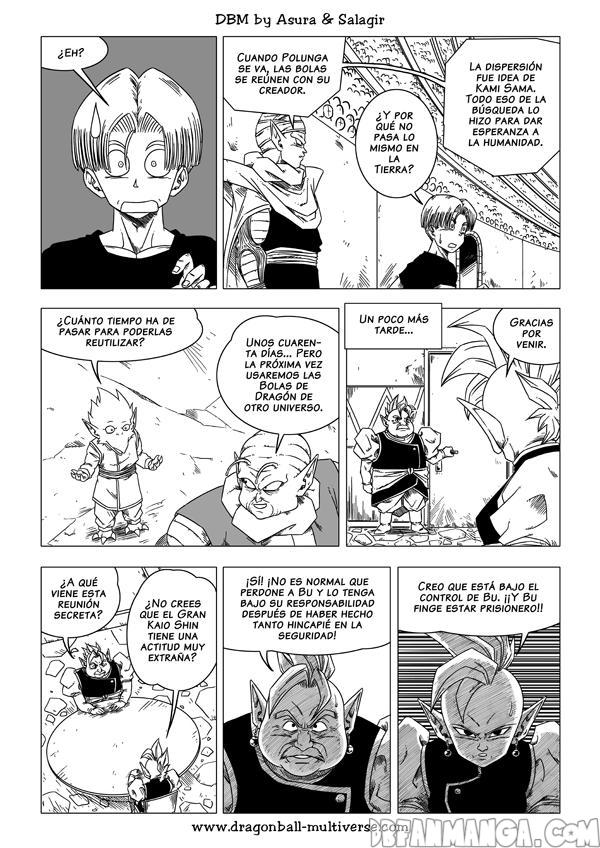 DBM by Asura & Salagir
¿Eh?
Cuando Polunga
se va, las bolas
se reúnen con su
creador.
¿Y por
qué no
pasa lo
mismo en
la
Tierra?
La dispersión
fue idea de
Kami Sama.
Todo eso de la
búsqueda lo
hizo para dar
esperanza a
la humanidad.
¿Cuánto tiempo ha de
pasar para poderlas
reutilizar?
Unos cuaren-
ta días... Pero
la próxima vez
usaremos las
Bolas de
Dragón de
otro universo.
Un poco más
tarde...
Gracias
por
venir.
¿A qué
viene esta
reunión
secreta?
¿No crees
que el Gran
Kaio Shin
tiene una
actitud muy
extraña?
¡Sí! ¡No es normal que
perdone a Bu y lo tenga
bajo su responsabilidad
después de haber hecho
tanto hincapié en la
seguridad!
Creo que está bajo el
control de Bu. ¡¡Y Bu
finge estar prisionero!!
www.dragonball-multiverse.com
DBFANMANGA.COM